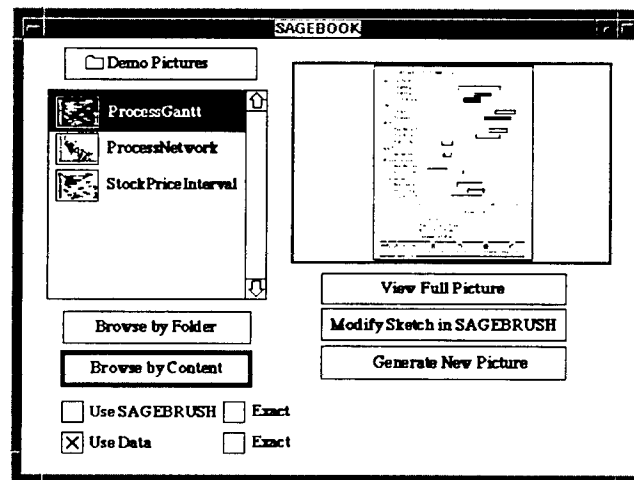 SAGEBOOK
Demo Pictures
ProcessGantt
ProcessNetwork
StockPriceInterval
View Full Picture
Browse by Folder
Modify Sketch in SAGEBRUSH
Browse by Content
Generate New Picture
Use SAGEBRUSH Exact
Use Data Exact